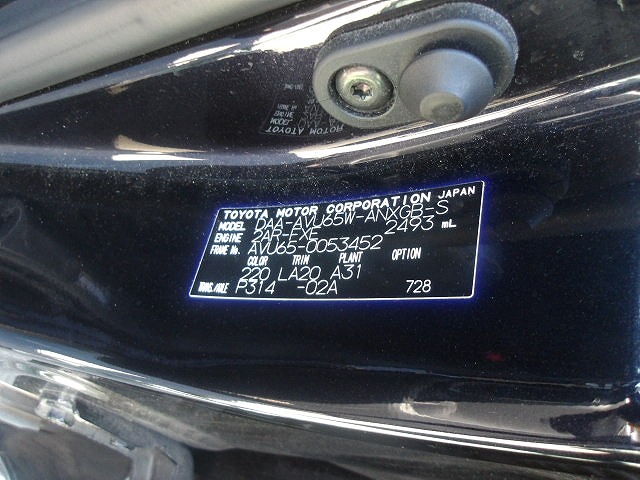 TOYOTA MOTOR CORPORATION JAPAN
MODEL DAA-AVU65W-ANXGB-S
ENGINE 2AR-FXE 2493 mL
FRAME No. AVU65-0053452
COLOR TRIM PLANT OPTION
220 LA20 A31
TRANS./AXLE P314 -02A 728